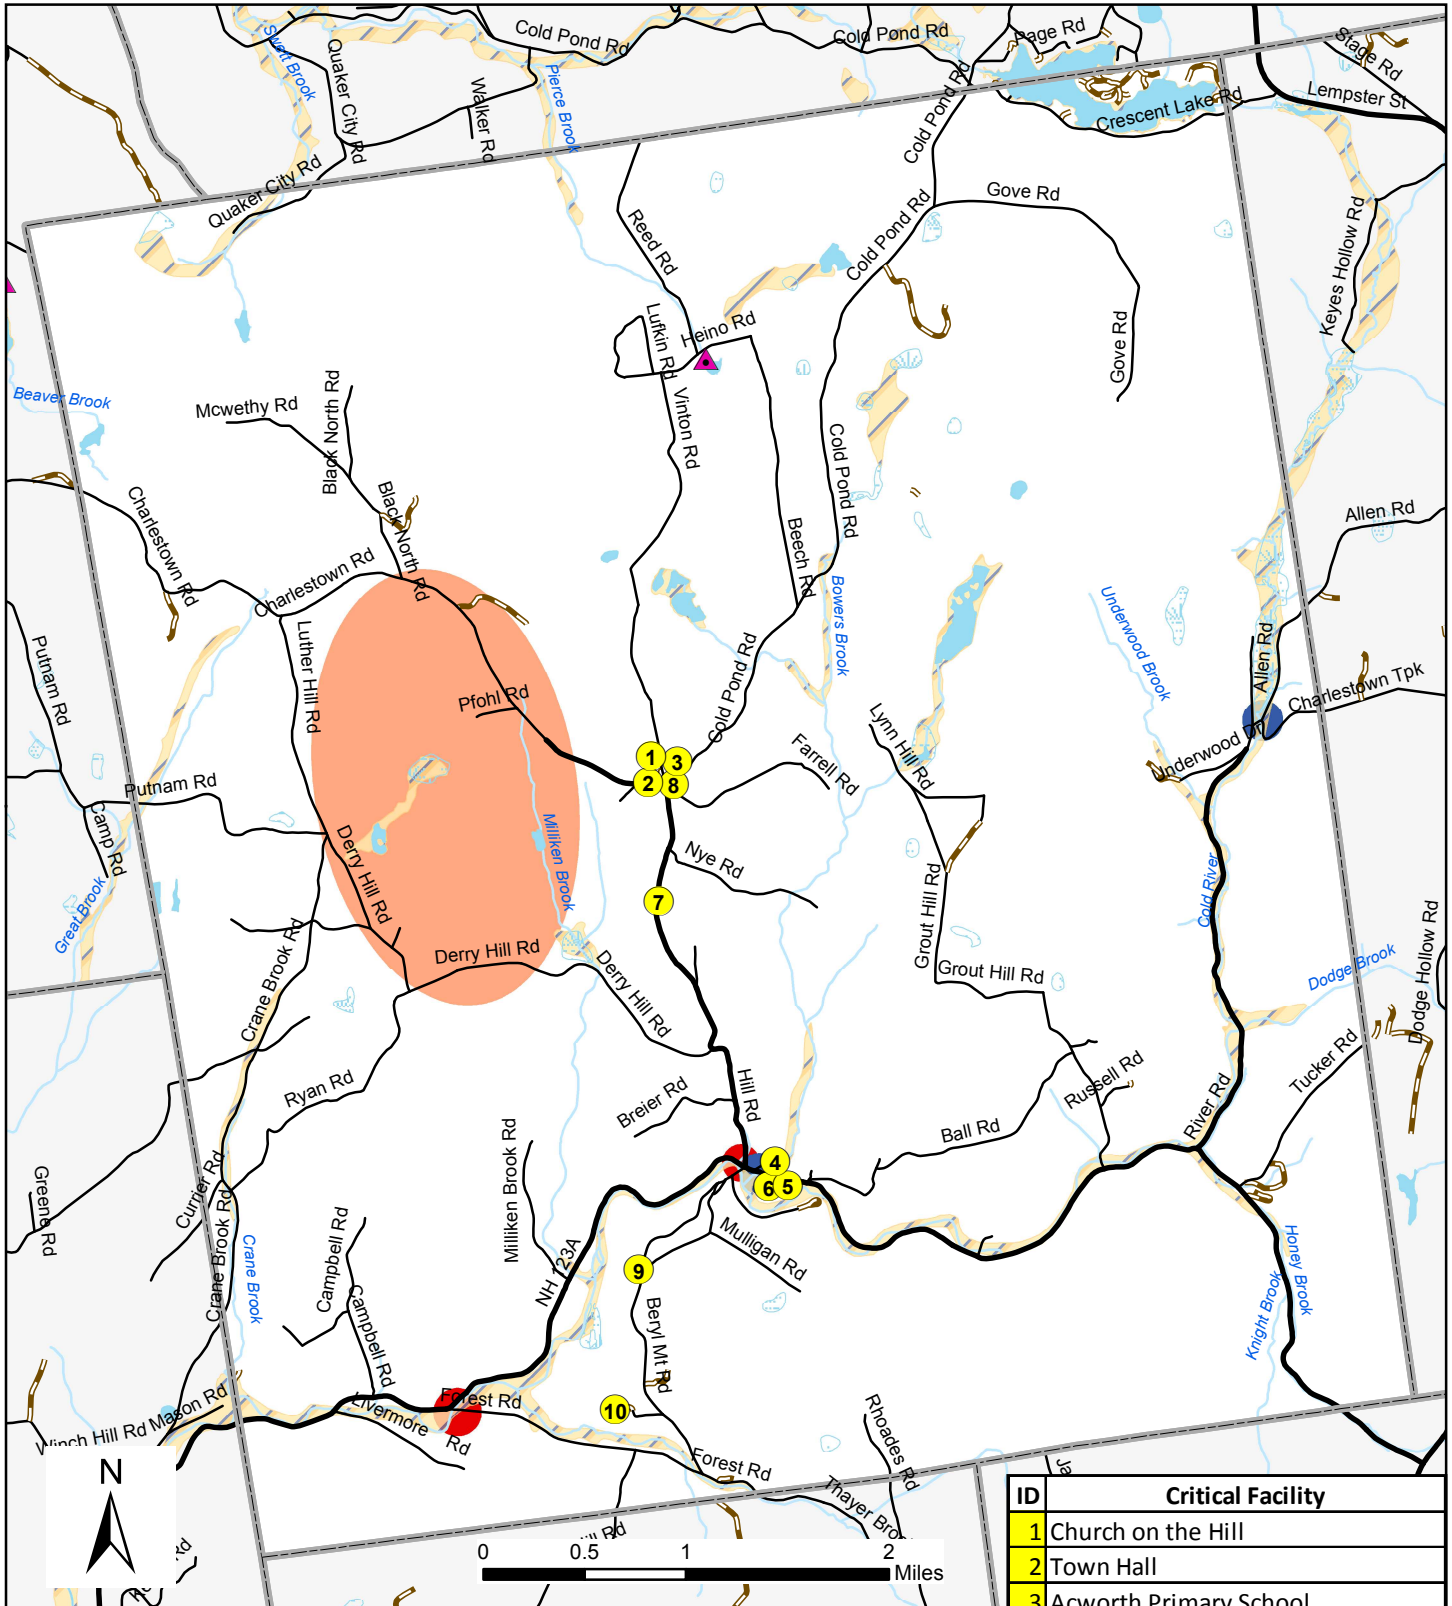 Cold Pond Rd
Cold Pond Rd
Page Rd
Stage Rd
Swett Brook
Quaker City Rd
Pierce Brook
Walker Rd
Cold Pond Rd
Crescent Lake Rd
Lempster St
Quaker City Rd
Gove Rd
Reed Rd
Cold Pond Rd
Keyes Hollow Rd
Lufkin Rd
Heino Rd
Gove Rd
Beaver Brook
Mcwethy Rd
Black North Rd
Vinton Rd
Cold Pond Rd
Charlestown Rd
Black North Rd
Beech Rd
Allen Rd
Charlestown Rd
Bowers Brook
Underwood Brook
Putnam Rd
Luther Hill Rd
Pfohl Rd
Cold Pond Rd
Allen Rd
Charlestown Tpk
Lynn Hill Rd
Farrell Rd
Underwood Dr
1
3
2
8
Putnam Rd
Camp Rd
Derry Hill Rd
Milliken Brook
Nye Rd
7
Great Brook
Grout Hill Rd
Cold River
Crane Brook Rd
Derry Hill Rd
Derry Hill Rd
Grout Hill Rd
Dodge Brook
Dodge Hollow Rd
Ryan Rd
Breier Rd
Hill Rd
Russell Rd
Tucker Rd
River Rd
Ball Rd
Milliken Brook Rd
4
6
5
Greene Rd
Currier Rd
Crane Brook Rd
Crane Brook
Campbell Rd
Campbell Rd
NH 123A
Mulligan Rd
9
Beryl Mt Rd
Honey Brook
Knight Brook
Winch Hill Rd
Mason Rd
Livermore Rd
Forest Rd
10
Rhoades Rd
Forest Rd
Thayer Broo
Ja
N
Rd
ill Rd
0 0.5 1 2
Miles
ID Critical Facility
1 Church on the Hill
2 Town Hall
3 Acworth Primary School